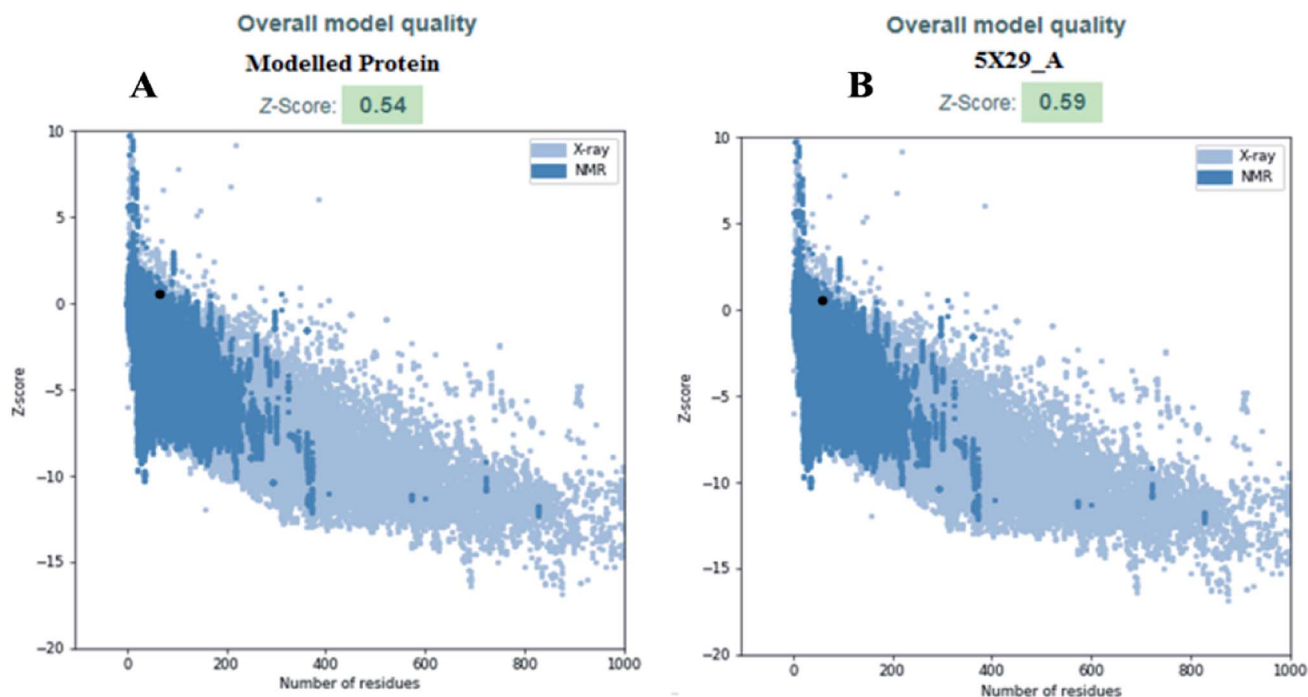 Overall model quality
A
Modelled Protein
Z-Score: 0.54
10
5
0
−5
−10
−15
−20
Z-score
X-ray
NMR
0 200 400 600 800 1000
Number of residues
Overall model quality
B
5X29_A
Z-Score: 0.59
10
5
0
−5
−10
−15
−20
Z-score
X-ray
NMR
0 200 400 600 800 1000
Number of residues